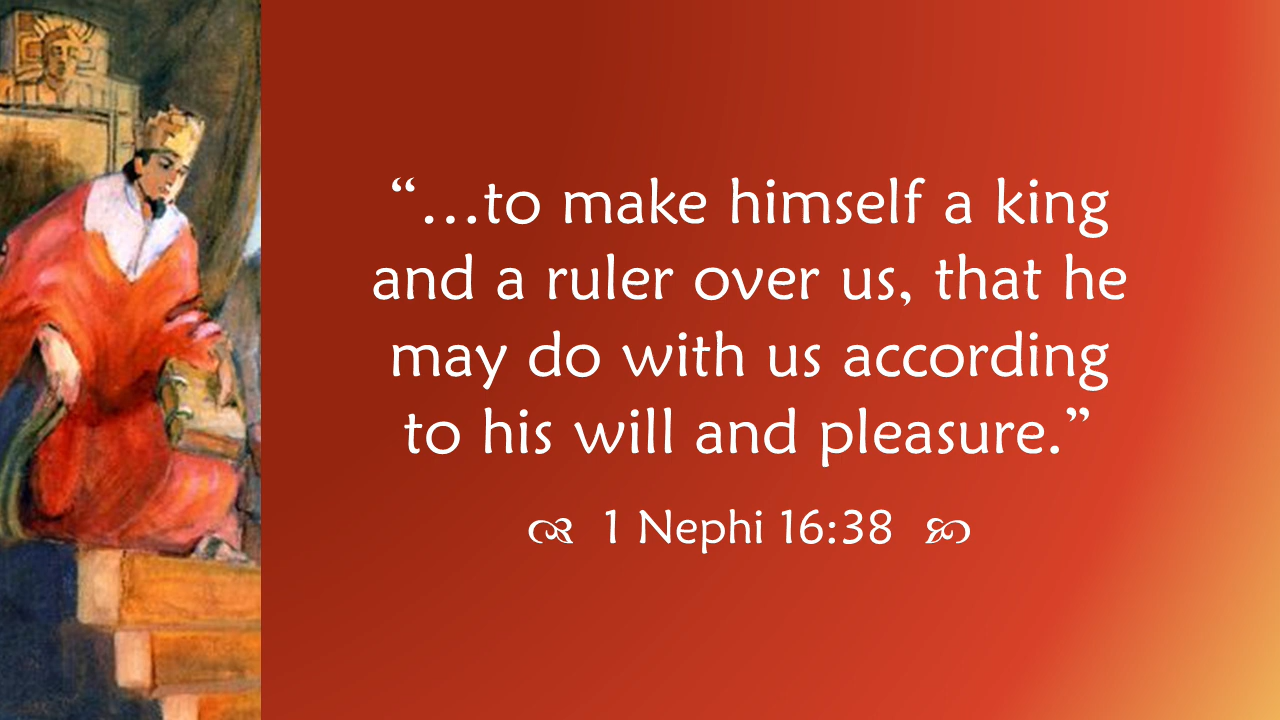 “…to make himself a king
and a ruler over us, that he
may do with us according
to his will and pleasure.”
1 Nephi 16:38